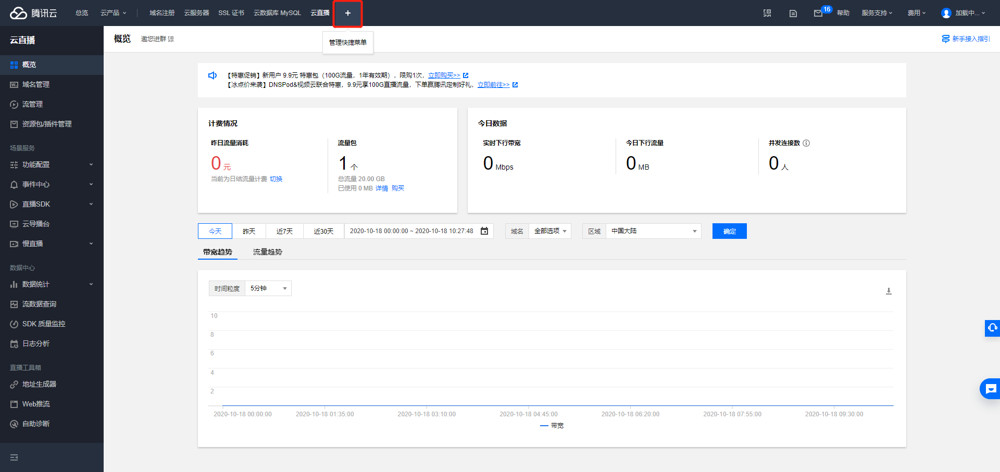 腾讯云 总览 云产品 域名注册 云服务器 SSL 证书 云数据库 MySQL 云直播 + 16 帮助 服务支持 费用 加载中...
管理快捷菜单
云直播
概览
域名管理
流管理
资源包/插件管理
场景服务
功能配置
事件中心
直播SDK
云导播台
慢直播
数据中心
数据统计
流数据查询
SDK 质量监控
日志分析
直播工具箱
地址生成器
Web推流
自助诊断
概览 邀您进群 新手接入指引
【特惠促销】新用户 9.9元 特惠包（100G流量，1年有效期），限购1次，立即购买>>
【冰点价来袭】DNSPod&视频云联合特惠，9.9元享100G直播流量，下单赢腾讯定制好礼，立即前往>>
计费情况
昨日流量消耗
0 元
当前为日结流量计费 切换
流量包
1 个
总流量 20.00 GB
已使用 0 MB 详情 购买
今日数据
实时下行带宽
0 Mbps
今日下行流量
0 MB
并发连接数
0 人
今天 昨天 近7天 近30天 2020-10-18 00:00:00 ~ 2020-10-18 10:27:48 域名 全部选项 区域 中国大陆 确定
带宽趋势 流量趋势
时间粒度 5分钟
10
8
6
4
2
2020-10-18 00:00:00 2020-10-18 01:35:00 2020-10-18 03:10:00 2020-10-18 04:45:00 2020-10-18 06:20:00 2020-10-18 07:55:00 2020-10-18 09:30:00
带宽